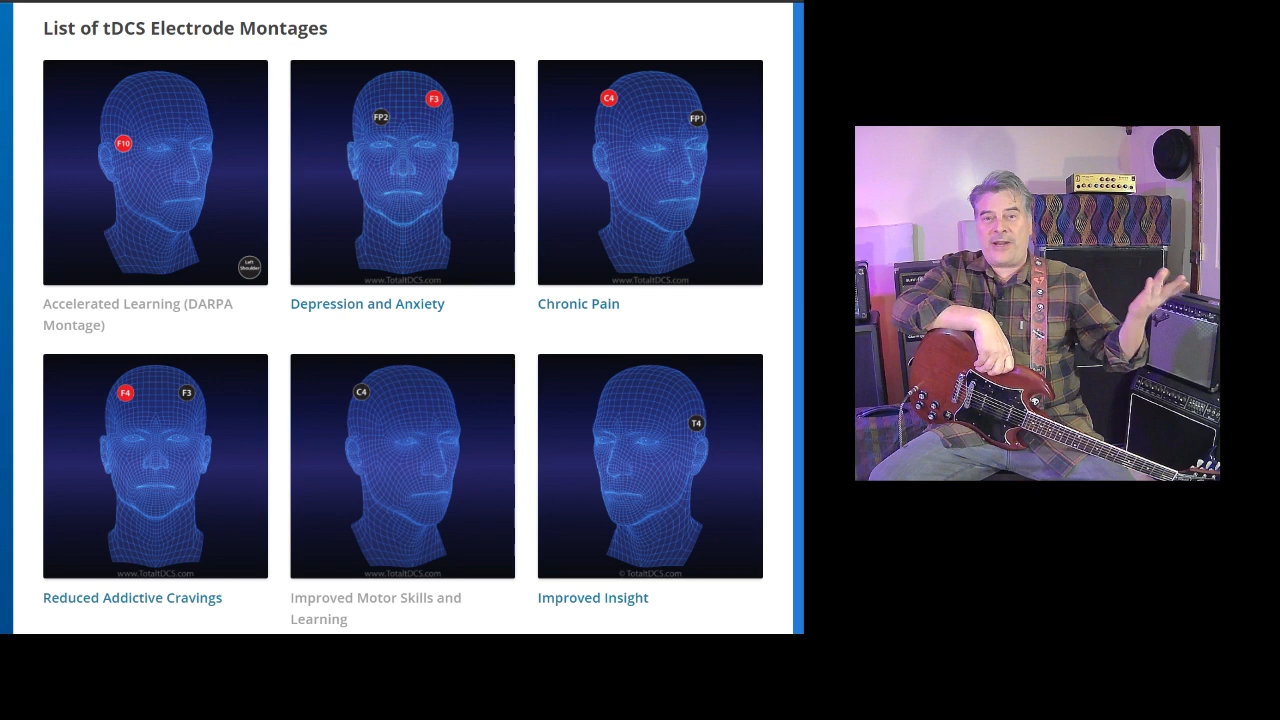 List of tDCS Electrode Montages
F10
Left
Shoulder
FP2
F3
www.TotaltDCS.com
C4
FP1
www.TotaltDCS.com
Accelerated Learning (DARPA
Montage)
Depression and Anxiety
Chronic Pain
F4
F3
www.TotaltDCS.com
C4
www.TotaltDCS.com
T4
© TotaltDCS.com
Reduced Addictive Cravings
Improved Motor Skills and
Learning
Improved Insight